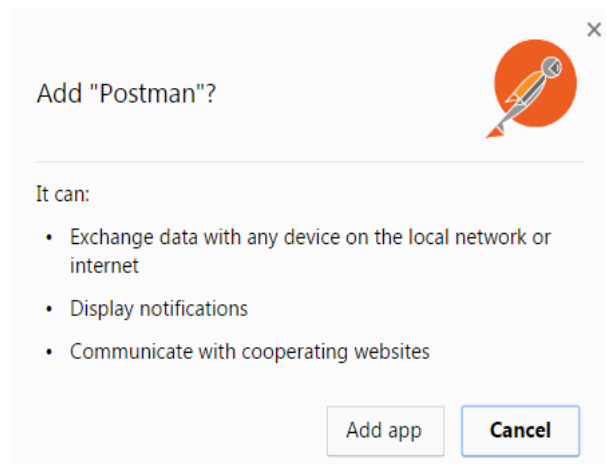 Add "Postman"?
It can:
• Exchange data with any device on the local network or
internet
• Display notifications
• Communicate with cooperating websites
Add app
Cancel